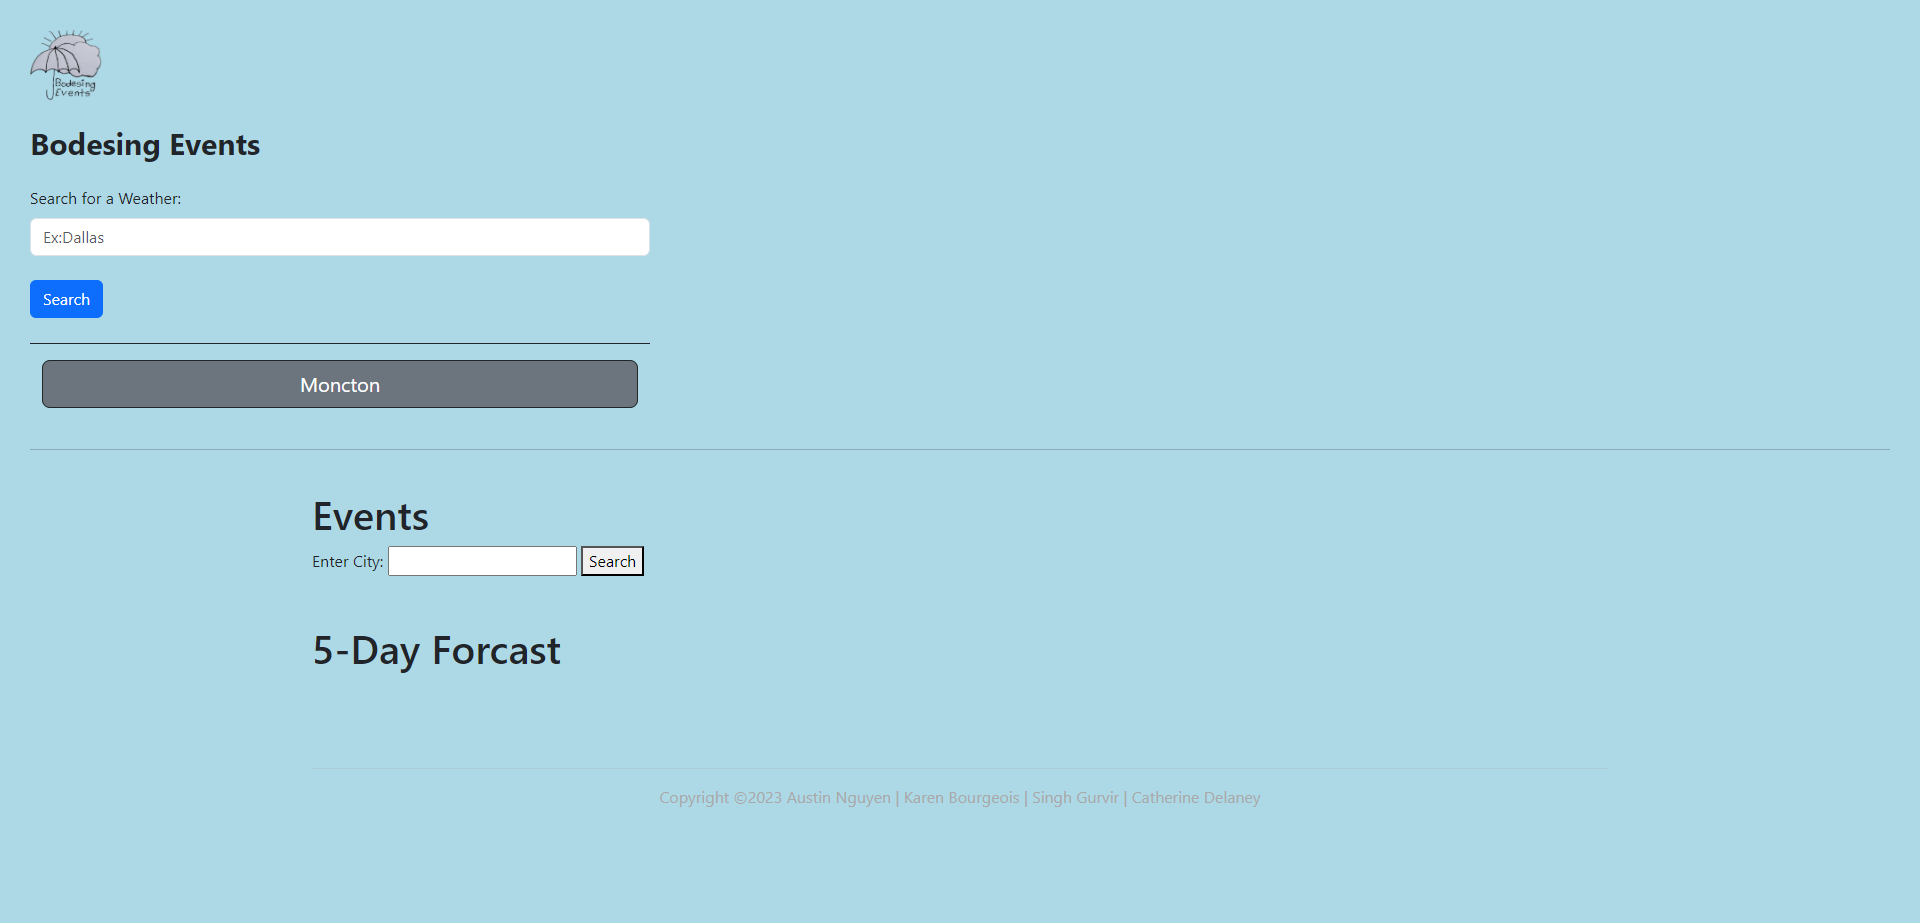 Bodesing
Events
Bodesing Events
Search for a Weather:
Ex:Dallas
Search
Moncton
Events
Enter City: Search
5-Day Forcast
Copyright ©2023 Austin Nguyen | Karen Bourgeois | Singh Gurvir | Catherine Delaney